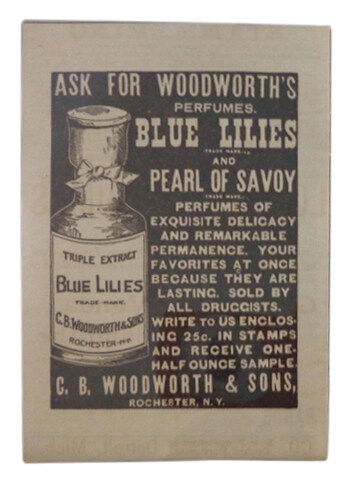 ASK FOR WOODWORTH'S
PERFUMES.
BLUE LILIES
TRADE MARK.
AND
PEARL OF SAVOY
TRADE MARK.
PERFUMES OF
EXQUISITE DELICACY
AND REMARKABLE
PERMANENCE. YOUR
FAVORITES AT ONCE
BECAUSE THEY ARE
LASTING. SOLD BY
ALL DRUGGISTS.
WRITE TO US ENCLOS-
ING 25c. IN STAMPS
AND RECEIVE ONE-
HALF OUNCE SAMPLE.
C. B. WOODWORTH & SONS,
ROCHESTER, N.Y.
TRIPLE EXTRACT
BLUE LILIES
TRADE-MARK.
C.B. WOODWORTH & SONS
ROCHESTER-N-Y.